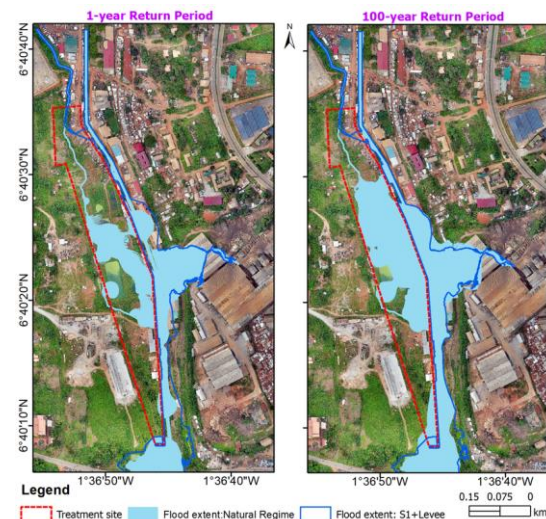 1-year Return Period
100-year Return Period
N
6°40'40"N
6°40'30"N
6°40'20"N
6°40'10"N
1°36'50"W
1°36'40"W
1°36'50"W
1°36'40"W
Legend
0.15 0.075 0
km
Treatment site
Flood extent:Natural Regime
Flood extent: S1+Levee